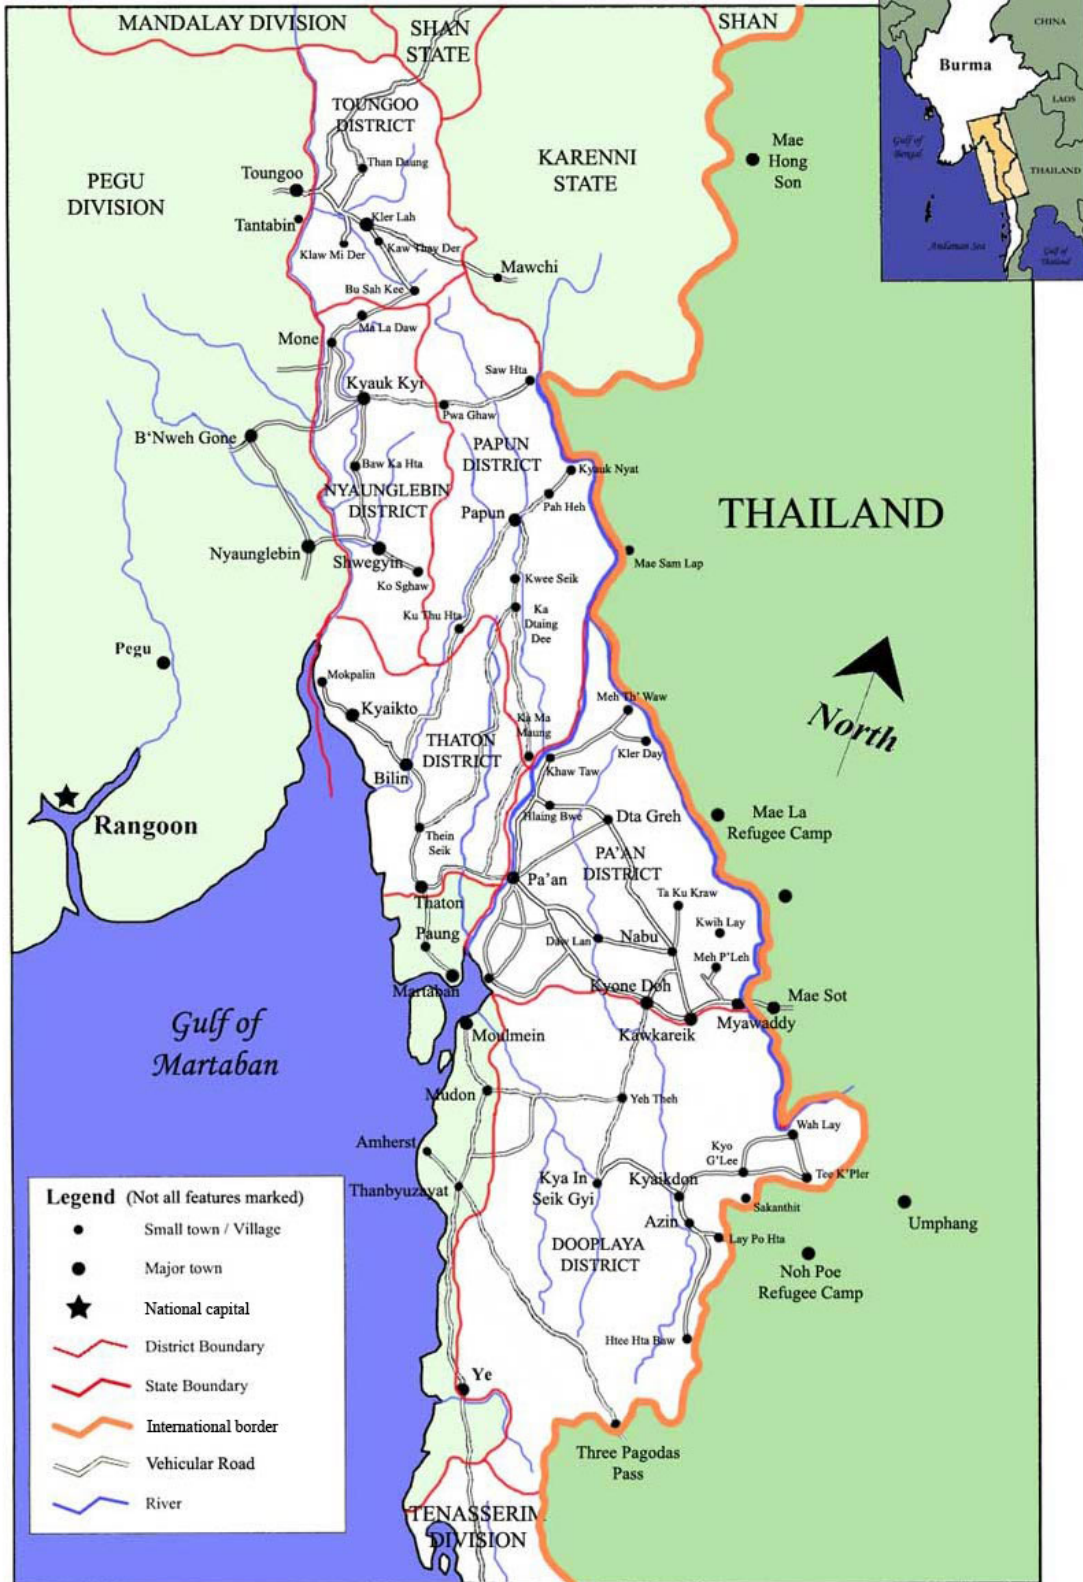 MANDALAY DIVISION
SHAN
STATE
SHAN
CHINA
Burma
LAOS
Gulf of
Bengal
THAILAND
Andaman Sea
Gulf of
Thailand
TOUNGOO
DISTRICT
Mae
Hong
Son
KARENNI
STATE
PEGU
DIVISION
Than Daung
Toungoo
Tantabin
Kler Lah
Klaw Mi Der
Kaw Thay Der
Mawchi
Bu Sah Kee
Ma La Daw
Mone
Saw Hta
Kyauk Kyi
Pwa Ghaw
B'Nweh Gone
PAPUN
DISTRICT
Baw Ka Hta
Kyauk Nyat
NYAUNGLEBIN
DISTRICT
Pah Heh
Papun
THAILAND
Nyaunglebin
Shwegyin
Mae Sam Lap
Ko Sghaw
Kwee Seik
Ku Thu Hta
Ka
Dtaing
Dee
Pegu
Mokpalin
Kyaikto
Meh Th' Waw
Ka Ma
Maung
North
THATON
DISTRICT
Kler Day
Bilin
Khaw Taw
Rangoon
Hlaing Bwe
Dta Greh
Mae La
Refugee Camp
Thein
Seik
PA'AN
DISTRICT
Pa'an
Ta Ku Kraw
Thaton
Kwih Lay
Paung
Daw Lan
Nabu
Meh P'Leh
Martaban
Kyone Doh
Mae Sot
Gulf of
Martaban
Moulmein
Kawkareik
Myawaddy
Mudon
Yeh Theh
Wah Lay
Amherst
Kyo
G'Lee
Thanbyuzayat
Kya In
Seik Gyi
Kyaikdon
Tee K'Pler
Sakanthit
Umphang
Azin
Lay Po Hta
DOOPLAYA
DISTRICT
Noh Poe
Refugee Camp
Htee Hta Baw
Ye
Three Pagodas
Pass
TENASSERIM
DIVISION
Legend (Not all features marked)
Small town / Village
Major town
National capital
District Boundary
State Boundary
International border
Vehicular Road
River